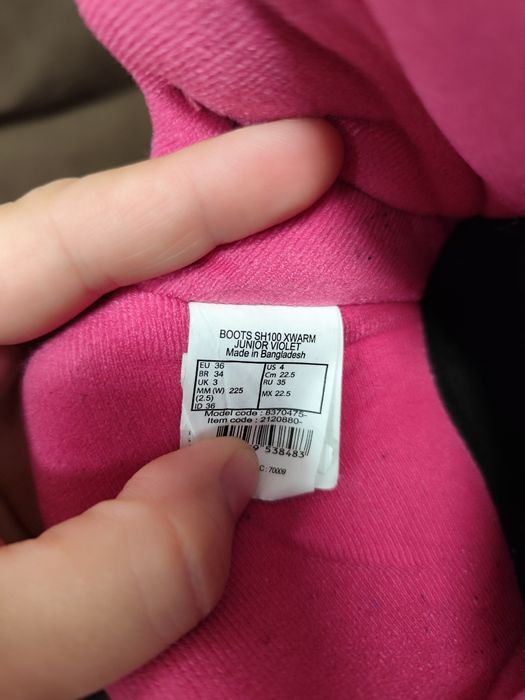 BOOTS SH100 XWARM
JUNIOR VIOLET
Made in Bangladesh
EU 36 US 4
BR 34 Cm 22.5
UK 3 RU 35
MM (W) 225 MX 22.5
(2.5)
ID 36
Model code : 8370475-
Item code : 2120880-
9 538483
C : 70009